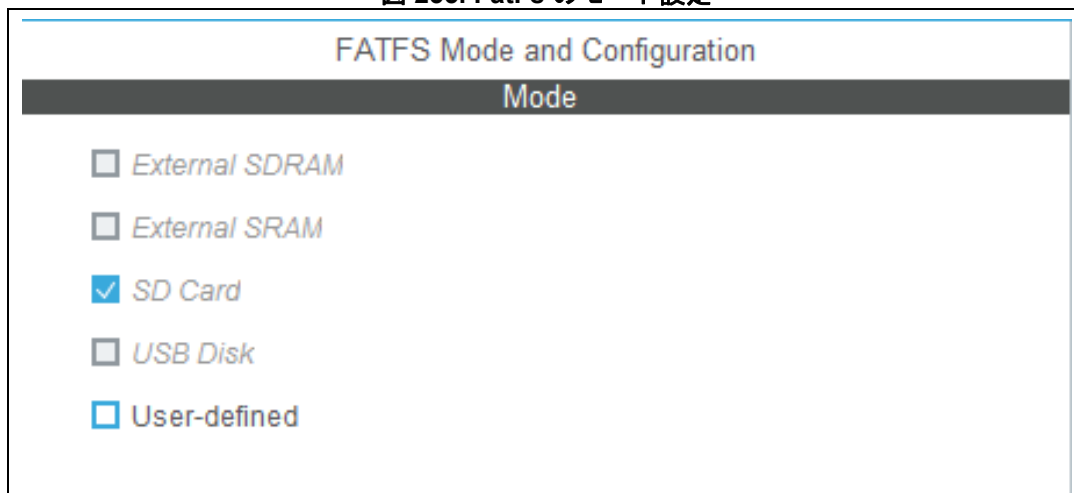 FATFS Mode and Configuration
Mode
External SDRAM
External SRAM
SD Card
USB Disk
User-defined